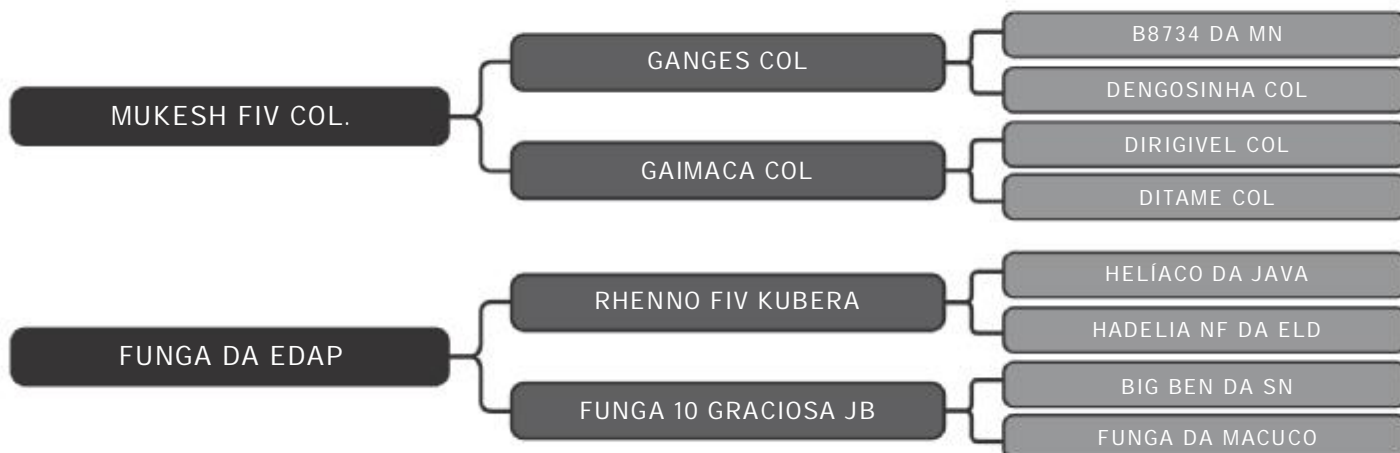 MUKESH FIV COL.
GANGES COL
B8734 DA MN
DENGOSINHA COL
GAIMACA COL
DIRIGIVEL COL
DITAME COL
FUNGA DA EDAP
RHENNO FIV KUBERA
HELÍACO DA JAVA
HADELIA NF DA ELD
FUNGA 10 GRACIOSA JB
BIG BEN DA SN
FUNGA DA MACUCO